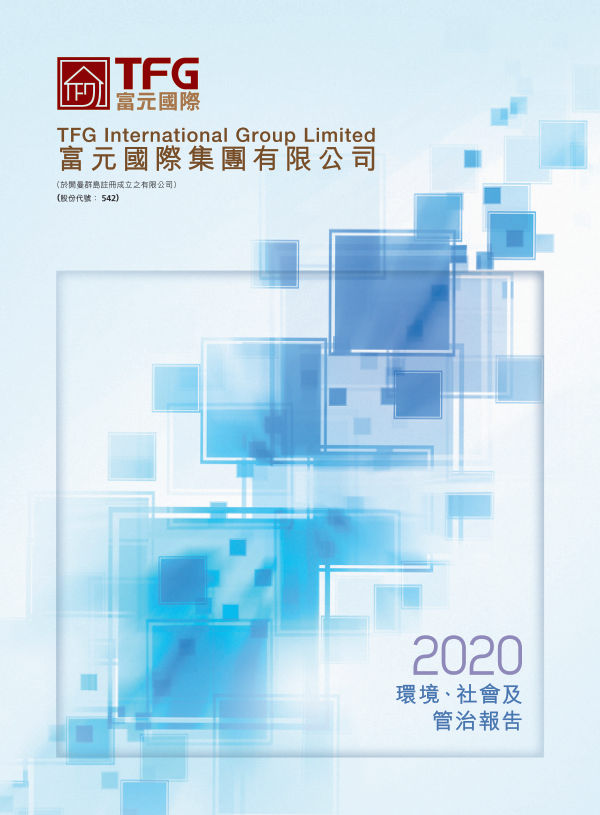 TFG
富元國際
TFG International Group Limited
富元國際集團有限公司
(於開曼群島註冊成立之有限公司)
(股份代號： 542)
2020
環境、社會及
管治報告